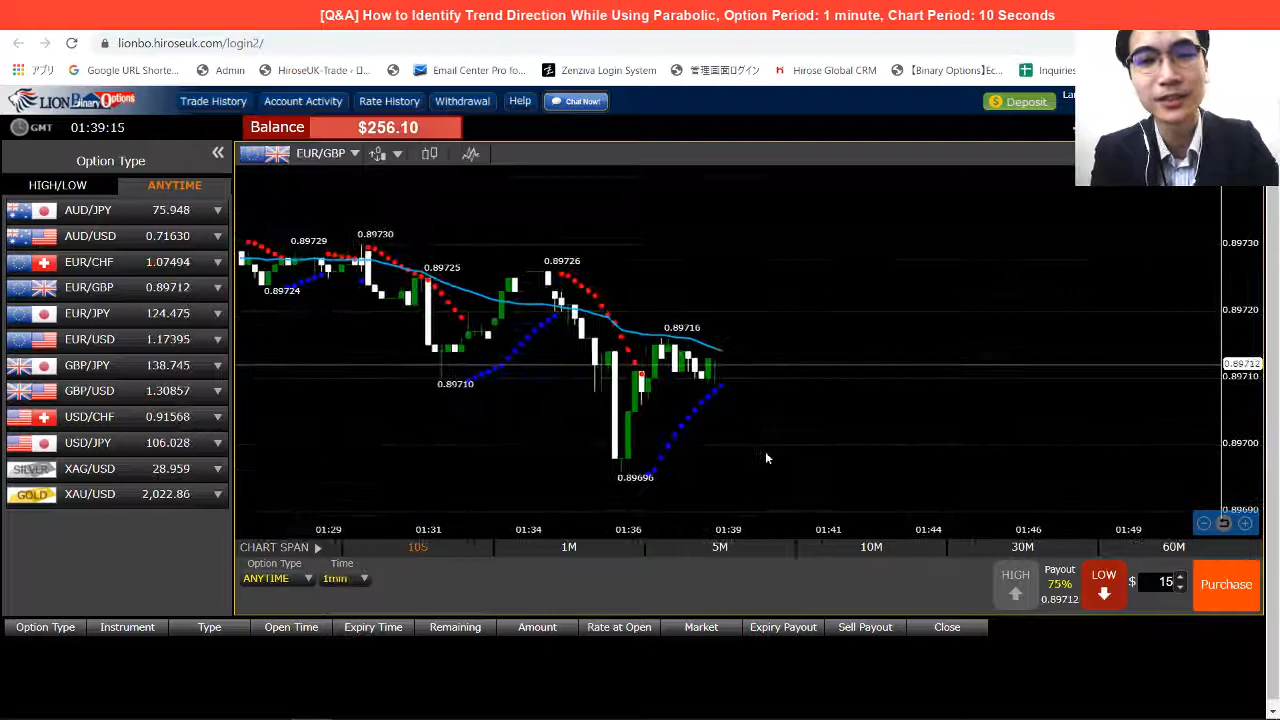 [Q&A] How to Identify Trend Direction While Using Parabolic, Option Period: 1 minute, Chart Period: 10 Seconds
lionbo.hiroseuk.com/login2/
アプリ Google URL Shorte... Admin HiroseUK-Trade ‹ ロ... Email Center Pro fo... Zenziva Login System 管理画面ログイン Hirose Global CRM 【Binary Options】Ec... Inquiries
LION Binary Options Trade History Account Activity Rate History Withdrawal Help Chat Now! Deposit
GMT 01:39:15 Balance $256.10
Option Type EUR/GBP
HIGH/LOW ANYTIME
AUD/JPY 75.948
AUD/USD 0.71630
EUR/CHF 1.07494
EUR/GBP 0.89712
EUR/JPY 124.475
EUR/USD 1.17395
GBP/JPY 138.745
GBP/USD 1.30857
USD/CHF 0.91568
USD/JPY 106.028
SILVER XAG/USD 28.959
GOLD XAU/USD 2,022.86
0.89729
0.89730
0.89724
0.89725
0.89710
0.89726
0.89716
0.89696
0.89730
0.89720
0.89712
0.89710
0.89700
0.89690
01:29 01:31 01:34 01:36 01:39 01:41 01:44 01:46 01:49
CHART SPAN 10S 1M 5M 10M 30M 60M
Option Type Time
ANYTIME 1min
HIGH Payout 75% 0.89712 LOW $ 15 Purchase
Option Type Instrument Type Open Time Expiry Time Remaining Amount Rate at Open Market Expiry Payout Sell Payout Close